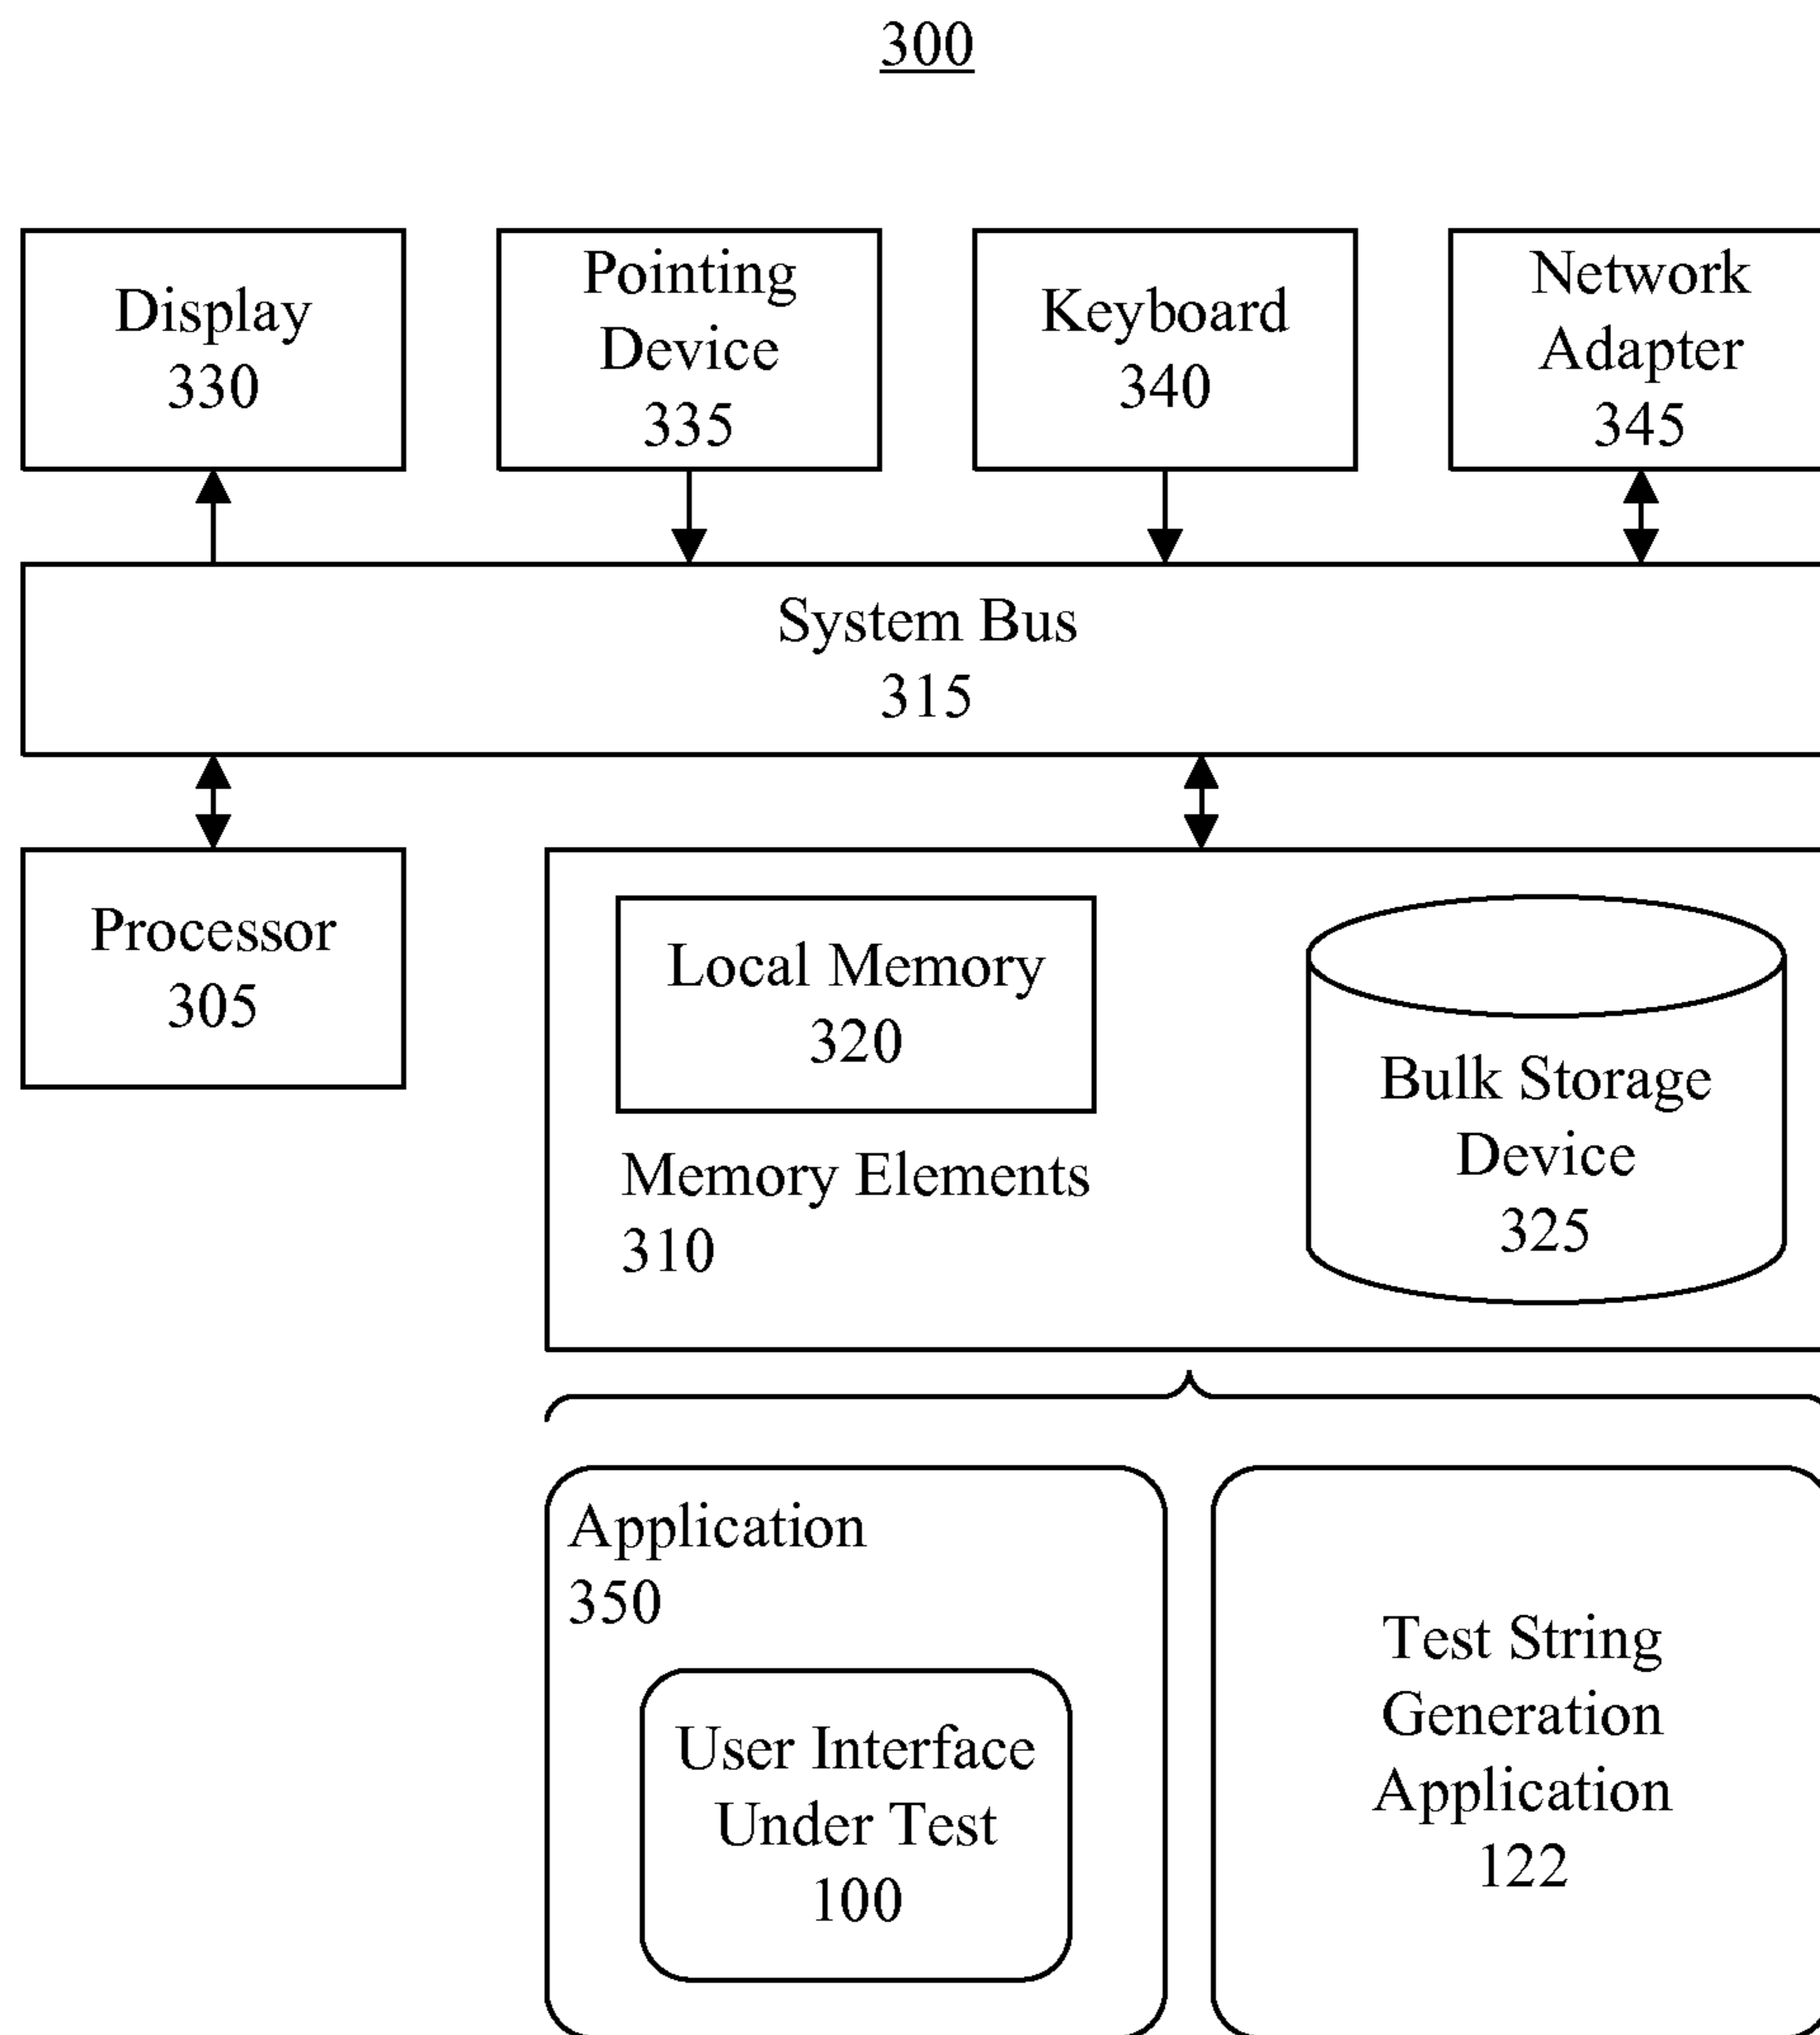 300
Display
330
Pointing
Device
335
Keyboard
340
Network
Adapter
345
System Bus
315
Processor
305
Local Memory
320
Memory Elements
310
Bulk Storage
Device
325
Application
350
User Interface
Under Test
100
Test String
Generation
Application
122